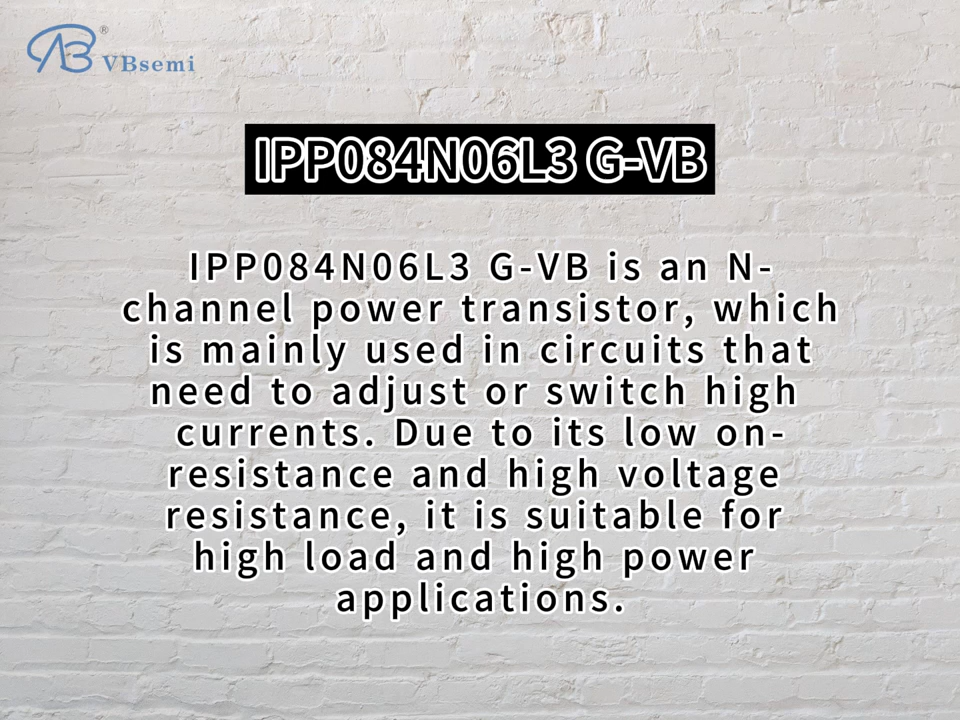 VB® VBsemi
IPP084N06L3 G-VB
IPP084N06L3 G-VB is an N-
channel power transistor, which
is mainly used in circuits that
need to adjust or switch high
currents. Due to its low on-
resistance and high voltage
resistance, it is suitable for
high load and high power
applications.